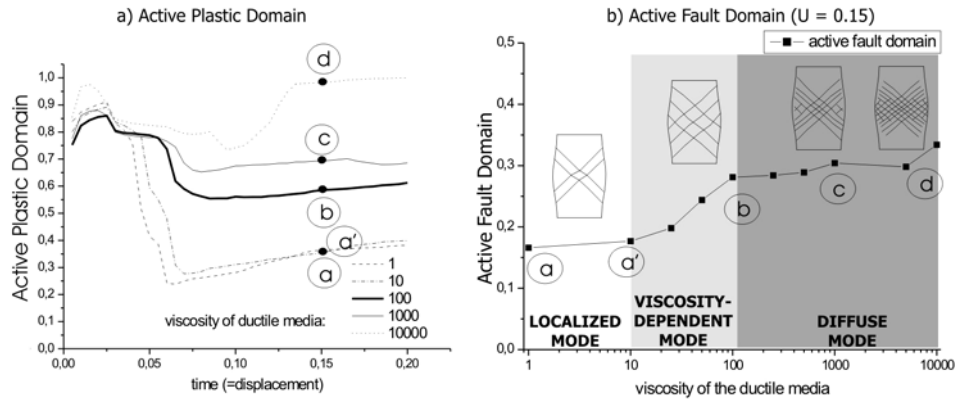 a) Active Plastic Domain
Active Plastic Domain
1,0
0,9
0,8
0,7
0,6
0,5
0,4
0,3
0,2
0,1
0,0
0,00
0,05
0,10
0,15
0,20
time (=displacement)
d
c
b
a'
a
viscosity of ductile media:
1
10
100
1000
10000
b) Active Fault Domain (U = 0.15)
active fault domain
Active Fault Domain
0,5
0,4
0,3
0,2
0,1
0,0
a
a'
b
c
d
LOCALIZED
MODE
VISCOSITY-
DEPENDENT
MODE
DIFFUSE
MODE
1
10
100
1000
10000
viscosity of the ductile media